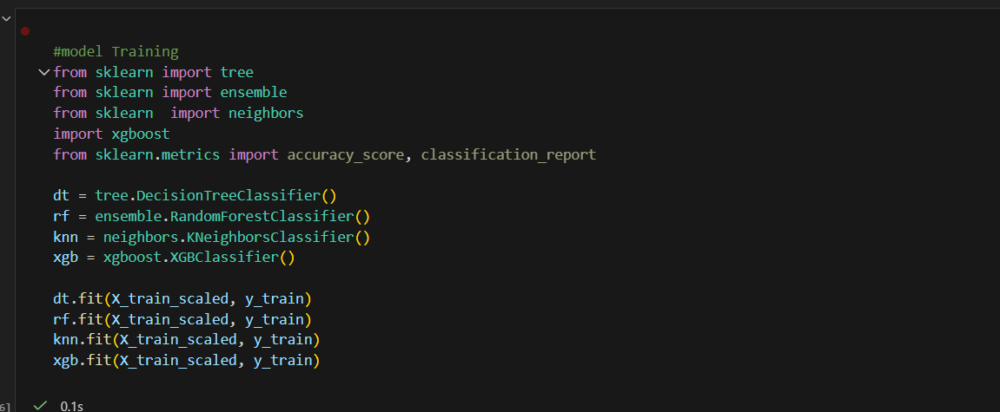 #model Training
from sklearn import tree
from sklearn import ensemble
from sklearn  import neighbors
import xgboost
from sklearn.metrics import accuracy_score, classification_report
dt = tree.DecisionTreeClassifier()
rf = ensemble.RandomForestClassifier()
knn = neighbors.KNeighborsClassifier()
xgb = xgboost.XGBClassifier()
dt.fit(X_train_scaled, y_train)
rf.fit(X_train_scaled, y_train)
knn.fit(X_train_scaled, y_train)
xgb.fit(X_train_scaled, y_train)
6] 0.1s